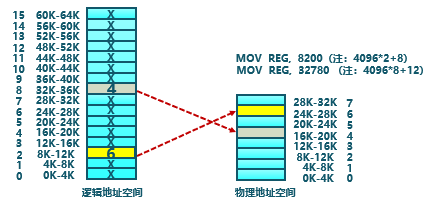 15 60K-64K X
14 56K-60K X
13 52K-56K X
12 48K-52K X
11 44K-48K X
10 40K-44K X
9 36K-40K X
8 32K-36K 4
7 28K-32K X
6 24K-28K X
5 20K-24K X
4 16K-20K X
3 12K-16K X
2 8K-12K 6
1 4K-8K X
0 0K-4K X
逻辑地址空间
MOV REG, 8200 (注：4096*2+8)
MOV REG, 32780 (注：4096*8+12)
28K-32K 7
24K-28K 6
20K-24K 5
16K-20K 4
12K-16K 3
8K-12K 2
4K-8K 1
0K-4K 0
物理地址空间